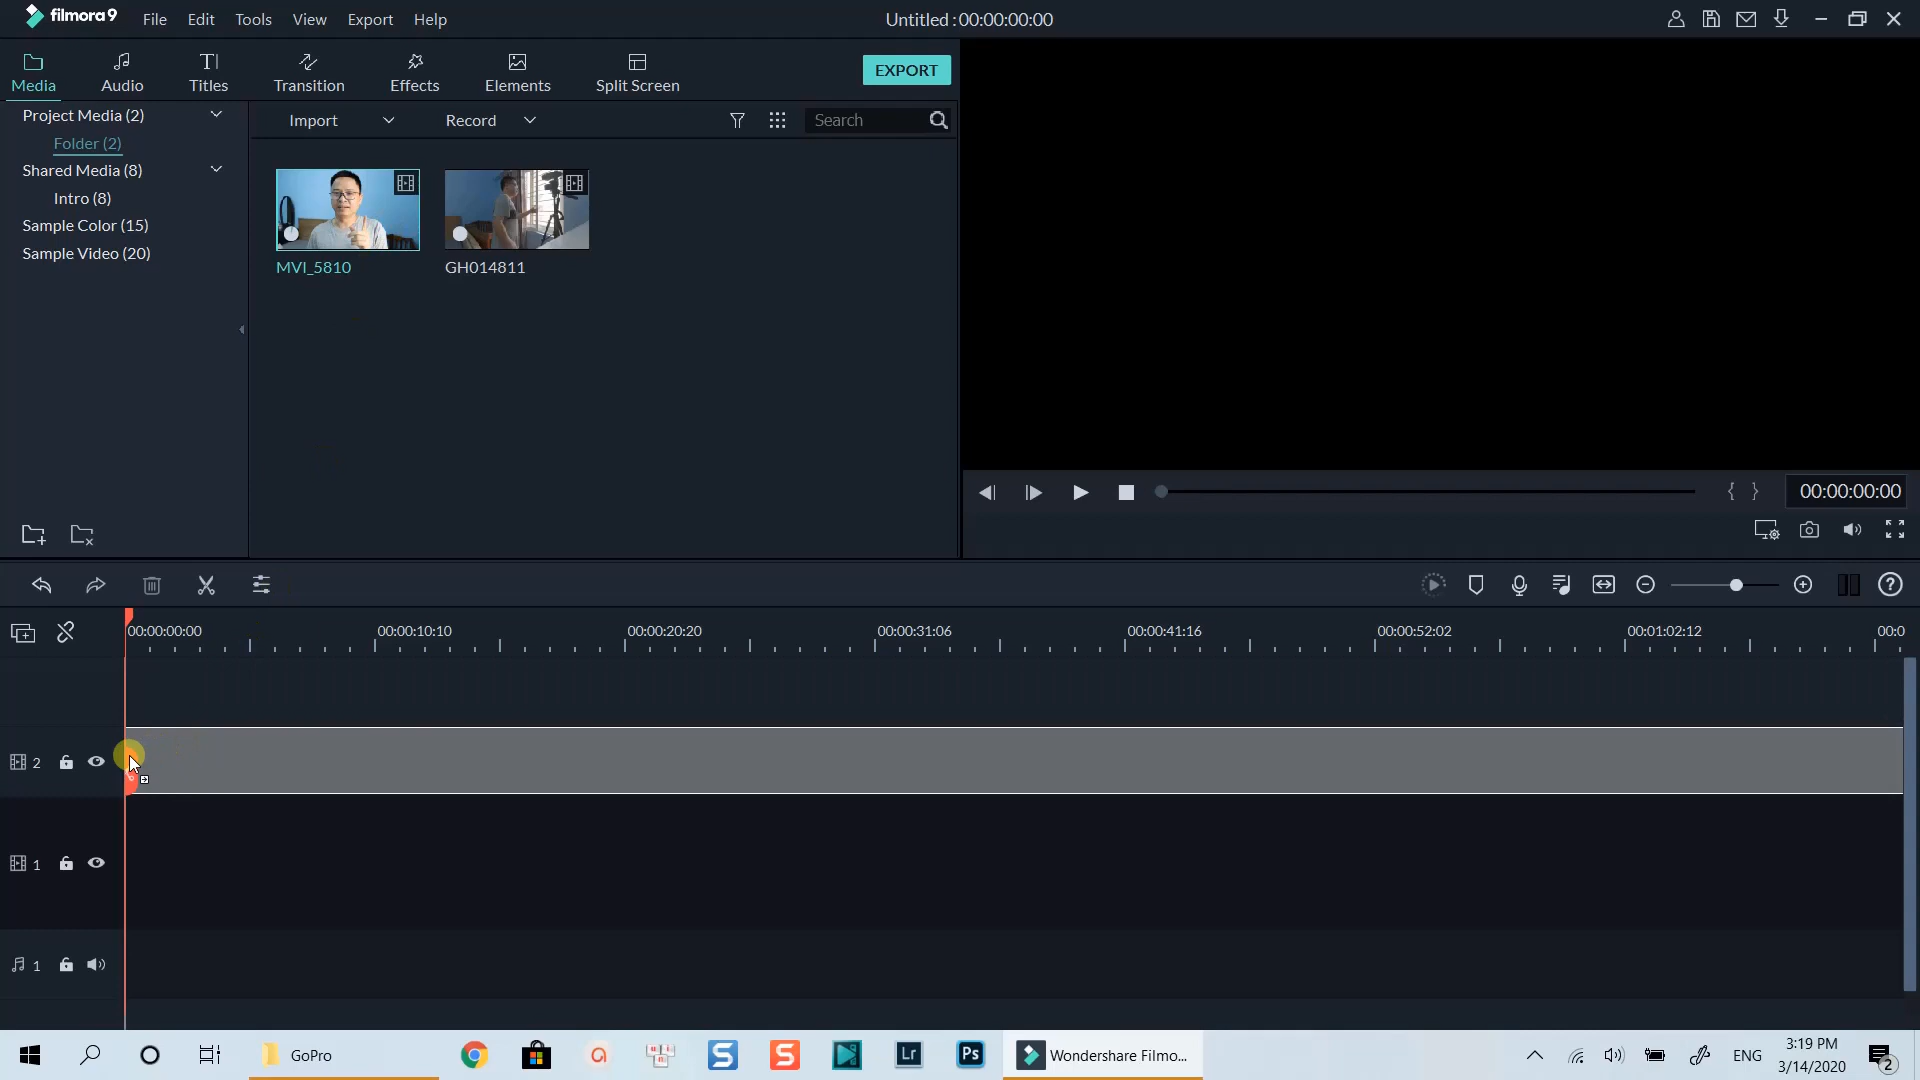 filmora9 File Edit Tools View Export Help Untitled : 00:00:00:00
Media Audio Titles Transition Effects Elements Split Screen EXPORT
Project Media (2)
Folder (2)
Shared Media (8)
Intro (8)
Sample Color (15)
Sample Video (20)
Import Record Search
MVI_5810 GH014811
00:00:00:00
00:00:00:00 00:00:10:10 00:00:20:20 00:00:31:06 00:00:41:16 00:00:52:02 00:01:02:12 00:0
2
1
1
GoPro Lr Ps Wondershare Filmo... ENG 3:19 PM
3/14/2020 2